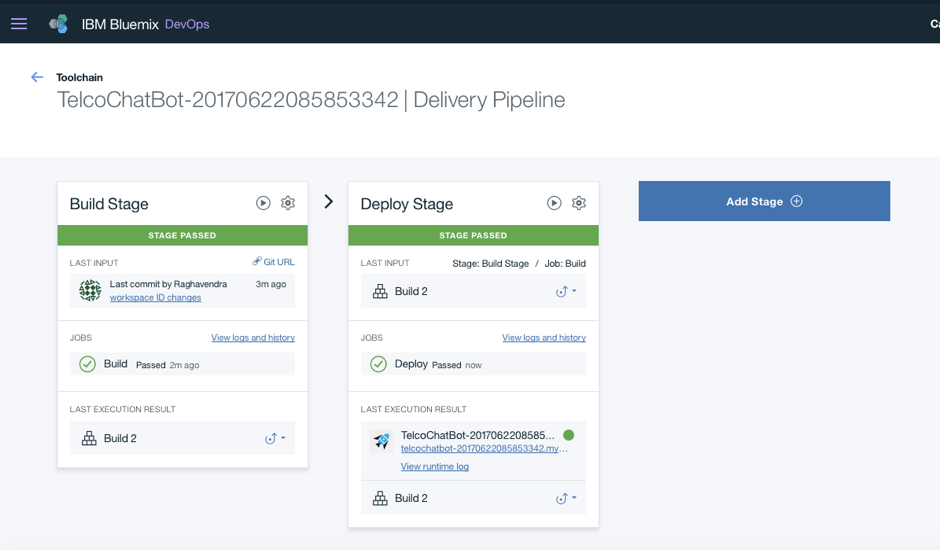 IBM Bluemix DevOps
Toolchain
TelcoChatBot-20170622085853342 | Delivery Pipeline
Build Stage
STAGE PASSED
LAST INPUT Git URL
Last commit by Raghavendra 3m ago
workspace ID changes
JOBS View logs and history
Build Passed 2m ago
LAST EXECUTION RESULT
Build 2
Deploy Stage
STAGE PASSED
LAST INPUT Stage: Build Stage / Job: Build
Build 2
JOBS View logs and history
Deploy Passed now
LAST EXECUTION RESULT
TelcoChatBot-2017062208585...
telcochatbot-20170622085853342.my...
View runtime log
Build 2
Add Stage